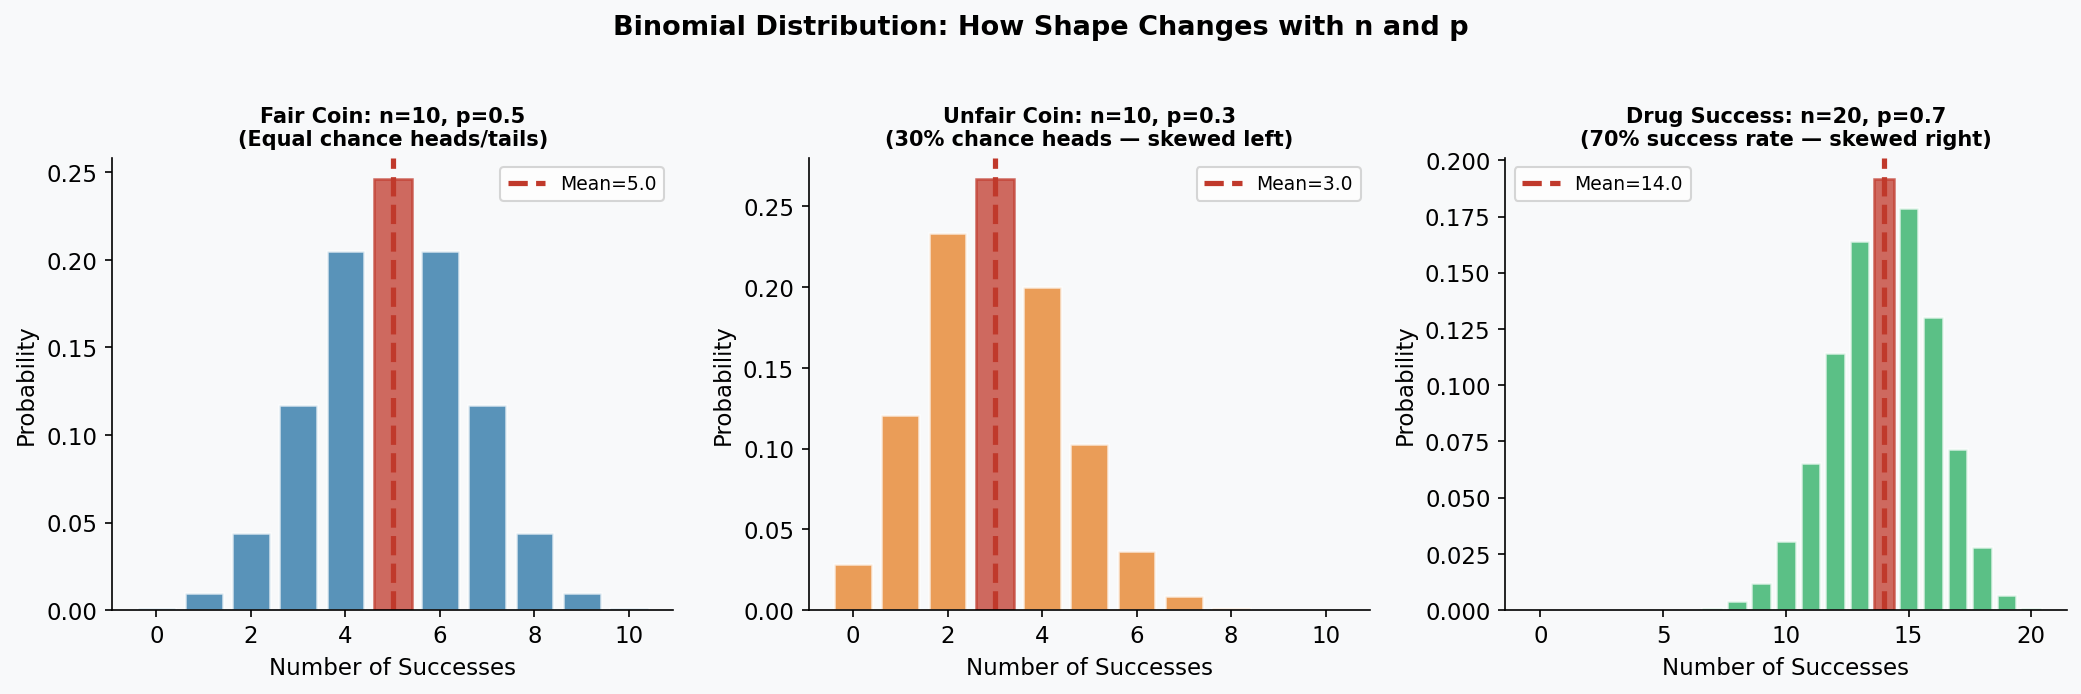 Binomial Distribution: How Shape Changes with n and p
Fair Coin: n=10, p=0.5
(Equal chance heads/tails)
Mean=5.0
Probability
0.25
0.20
0.15
0.10
0.05
0.00
0 2 4 6 8 10
Number of Successes
Unfair Coin: n=10, p=0.3
(30% chance heads — skewed left)
Mean=3.0
Probability
0.25
0.20
0.15
0.10
0.05
0.00
0 2 4 6 8 10
Number of Successes
Drug Success: n=20, p=0.7
(70% success rate — skewed right)
Mean=14.0
Probability
0.200
0.175
0.150
0.125
0.100
0.075
0.050
0.025
0.000
0 5 10 15 20
Number of Successes